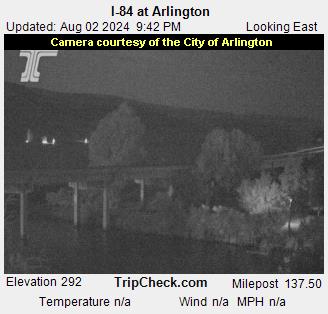 I-84 at Arlington
Updated: Aug 02 2024 9:42 PM Looking East
Camera courtesy of the City of Arlington
Elevation 292 TripCheck.com Milepost 137.50
Temperature n/a Wind n/a MPH n/a